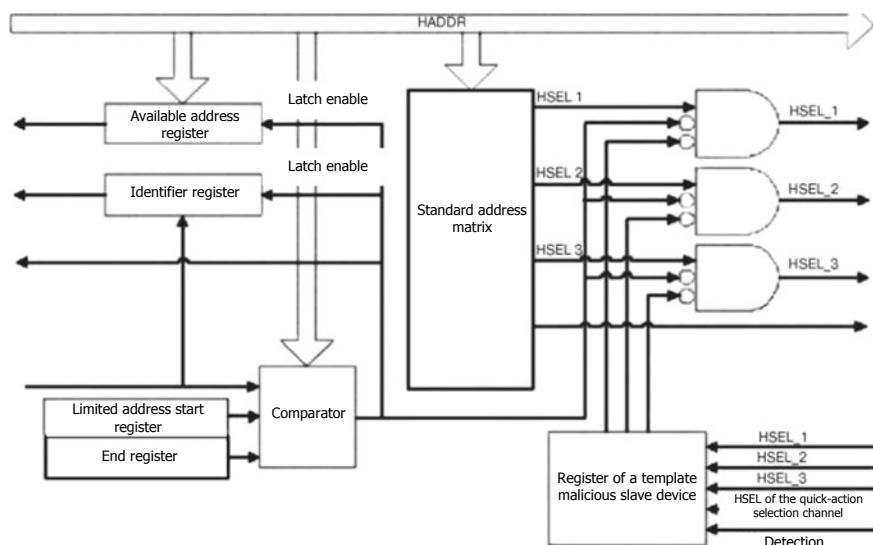 HADDR
Latch enable
Available address
register
Latch enable
Identifier register
Standard address
matrix
HSEL 1
HSEL 2
HSEL 3
HSEL_1
HSEL_2
HSEL_3
Limited address start
register
End register
Comparator
Register of a template
malicious slave device
HSEL_1
HSEL_2
HSEL_3
HSEL of the quick-action
selection channel
Detection